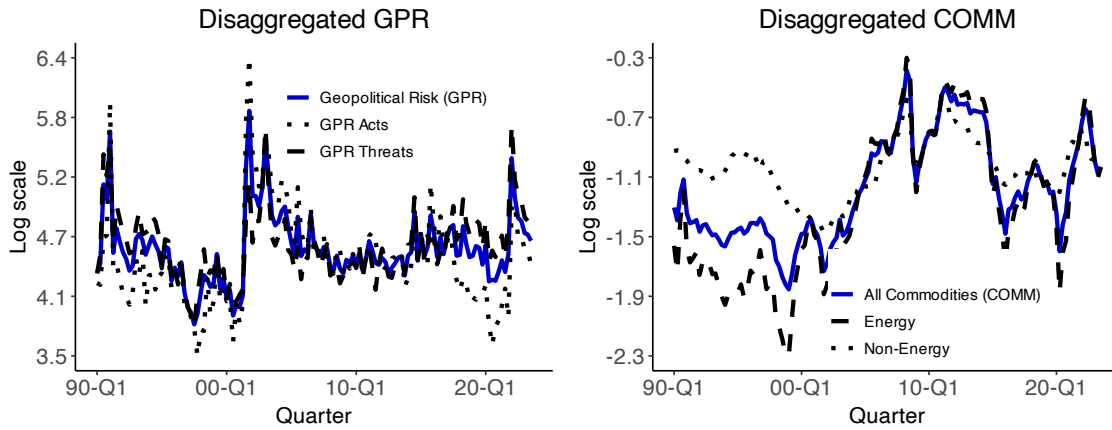 Disaggregated GPR
Log scale
6.4
5.8
5.2
4.7
4.1
3.5
Geopolitical Risk (GPR)
GPR Acts
GPR Threats
90-Q1
00-Q1
10-Q1
20-Q1
Quarter
Disaggregated COMM
Log scale
-0.3
-0.7
-1.1
-1.5
-1.9
-2.3
All Commodities (COMM)
Energy
Non-Energy
90-Q1
00-Q1
10-Q1
20-Q1
Quarter